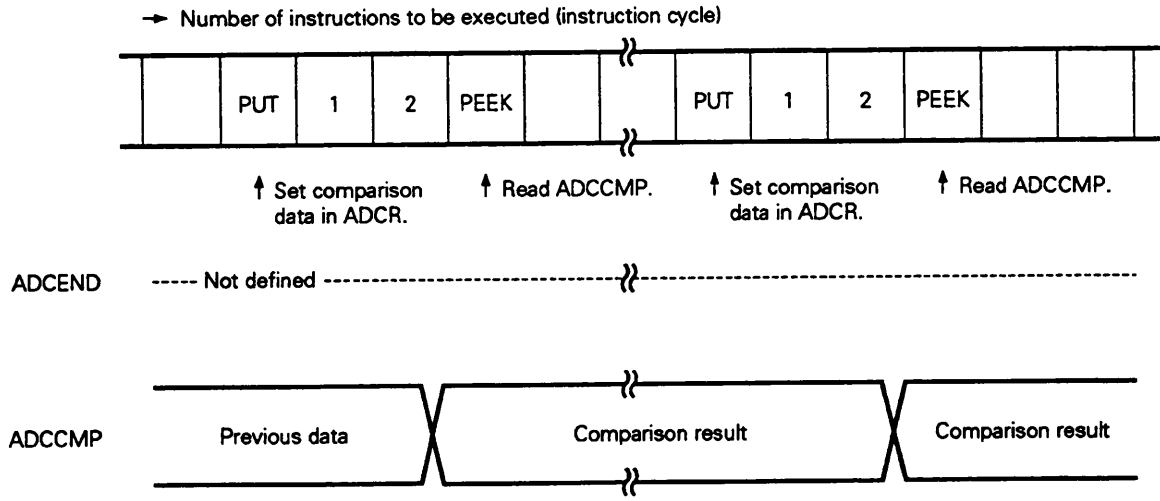 → Number of instructions to be executed (instruction cycle)
PUT 1 2 PEEK PUT 1 2 PEEK
↑ Set comparison ↑ Read ADCCMP. ↑ Set comparison ↑ Read ADCCMP.
data in ADCR. data in ADCR.
ADCEND Not defined
ADCCMP Previous data Comparison result Comparison result